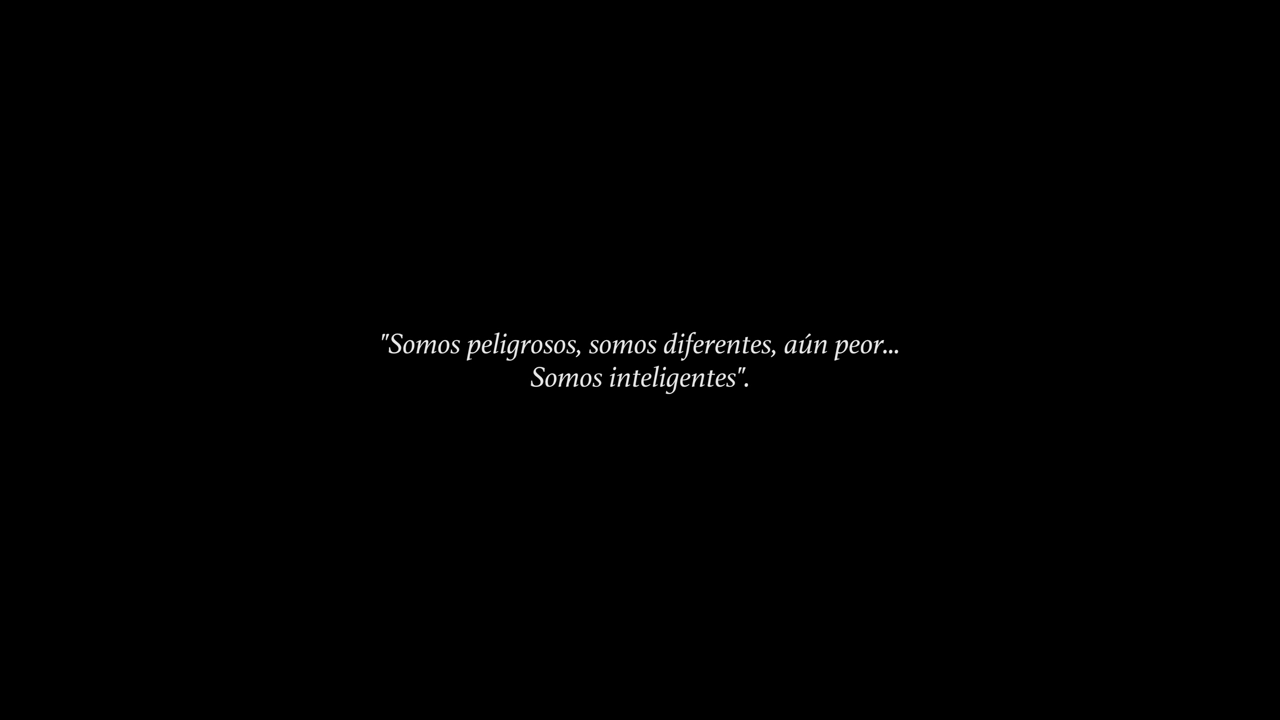 "Somos peligrosos, somos diferentes, aún peor...
Somos inteligentes".